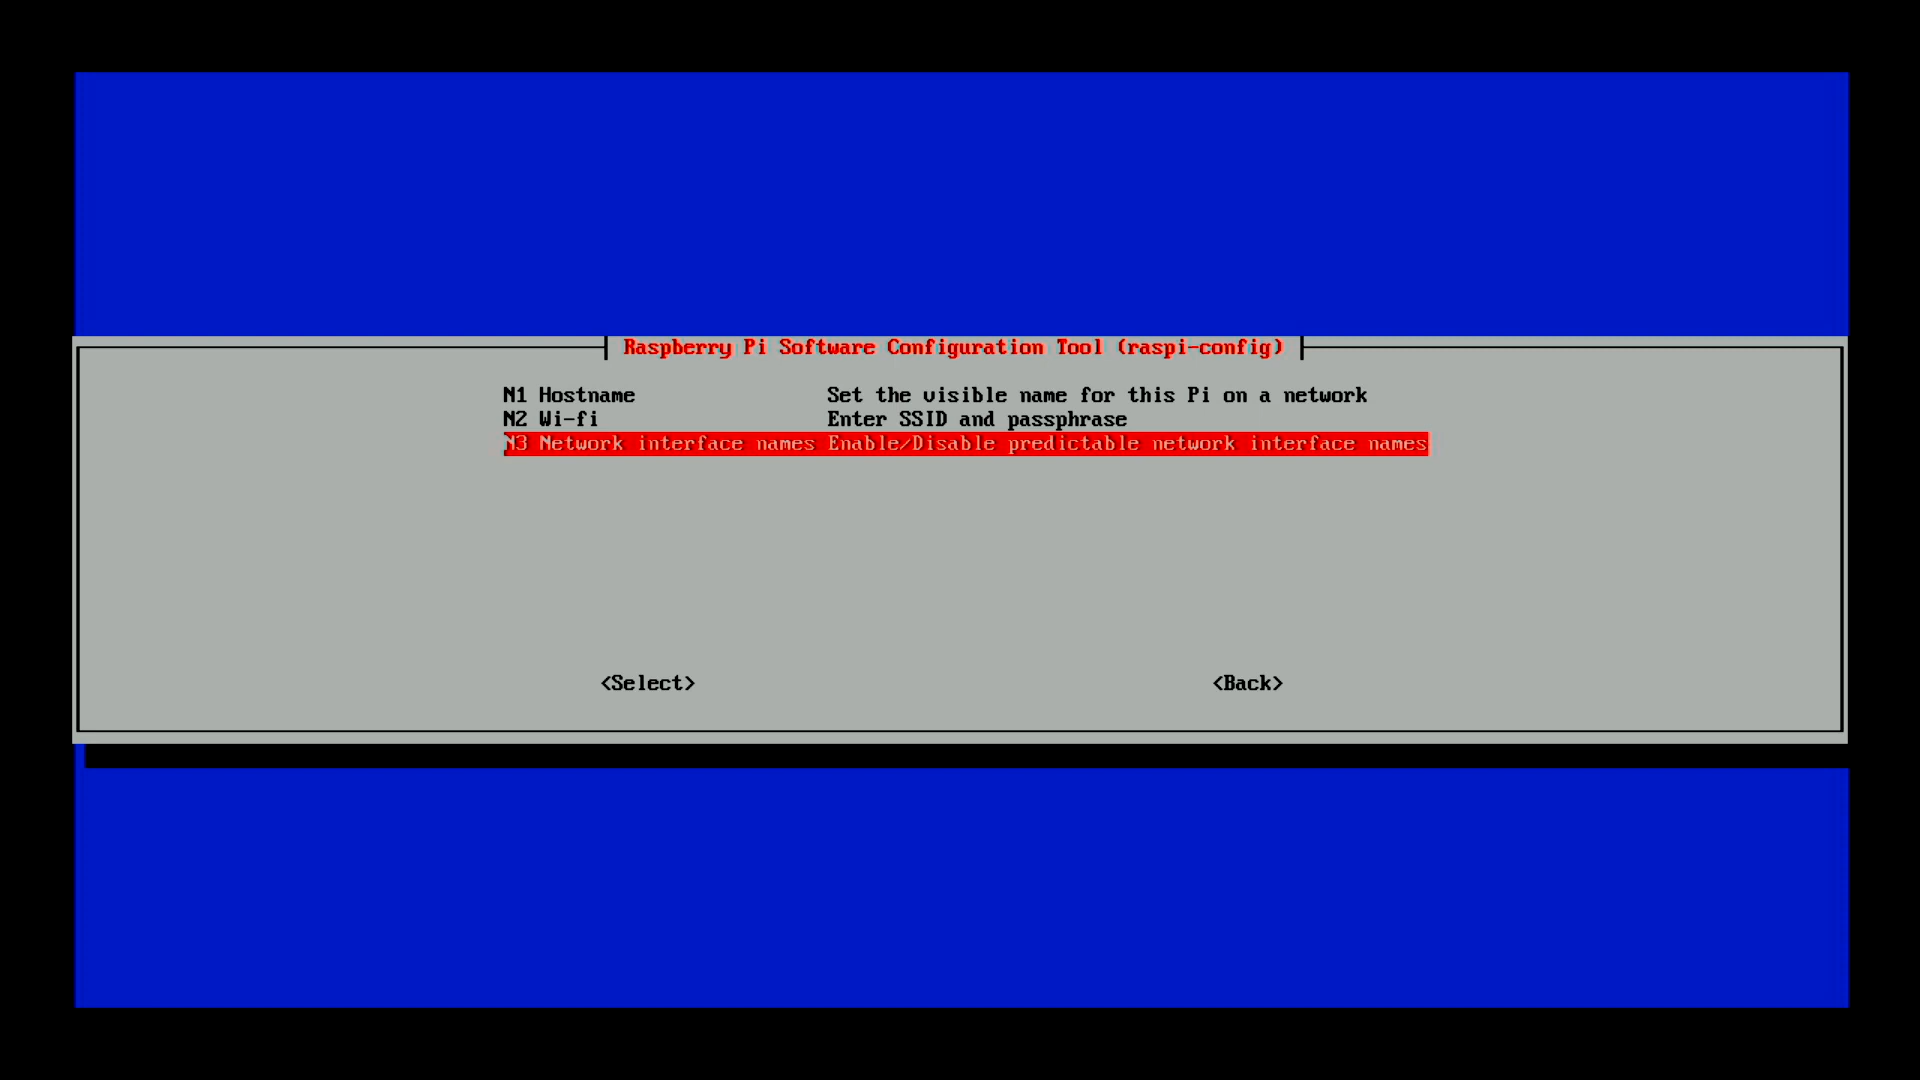 Raspberry Pi Software Configuration Tool (raspi-config)
N1 Hostname Set the visible name for this Pi on a network
N2 Wi-fi Enter SSID and passphrase
N3 Network interface names Enable/Disable predictable network interface names
<Select> <Back>